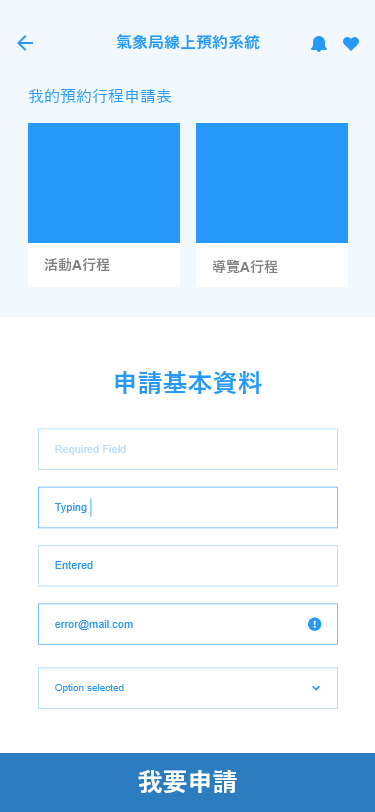 氣象局線上預約系統
我的預約行程申請表
活動A行程
導覽A行程
申請基本資料
Required Field
Typing
Entered
error@mail.com
Option selected
我要申請